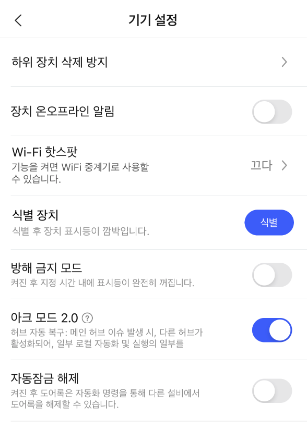 기기 설정
하위 장치 삭제 방지
장치 온오프라인 알림
Wi-Fi 핫스팟
기능을 켜면 WiFi 중계기로 사용할
수 있습니다.
끄다
식별 장치
식별 후 장치 표시등이 깜박입니다.
식별
방해 금지 모드
켜진 후 지정 시간 내에 표시등이 완전히 꺼집니다.
아크 모드 2.0 ?
허브 자동 복구: 메인 허브 이슈 발생 시, 다른 허브가
활성화되어, 일부 로컬 자동화 및 실행의 일부를
자동잠금 해제
켜진 후 도어록은 자동화 명령을 통해 다른 설비에서
도어록을 해제할 수 있습니다.